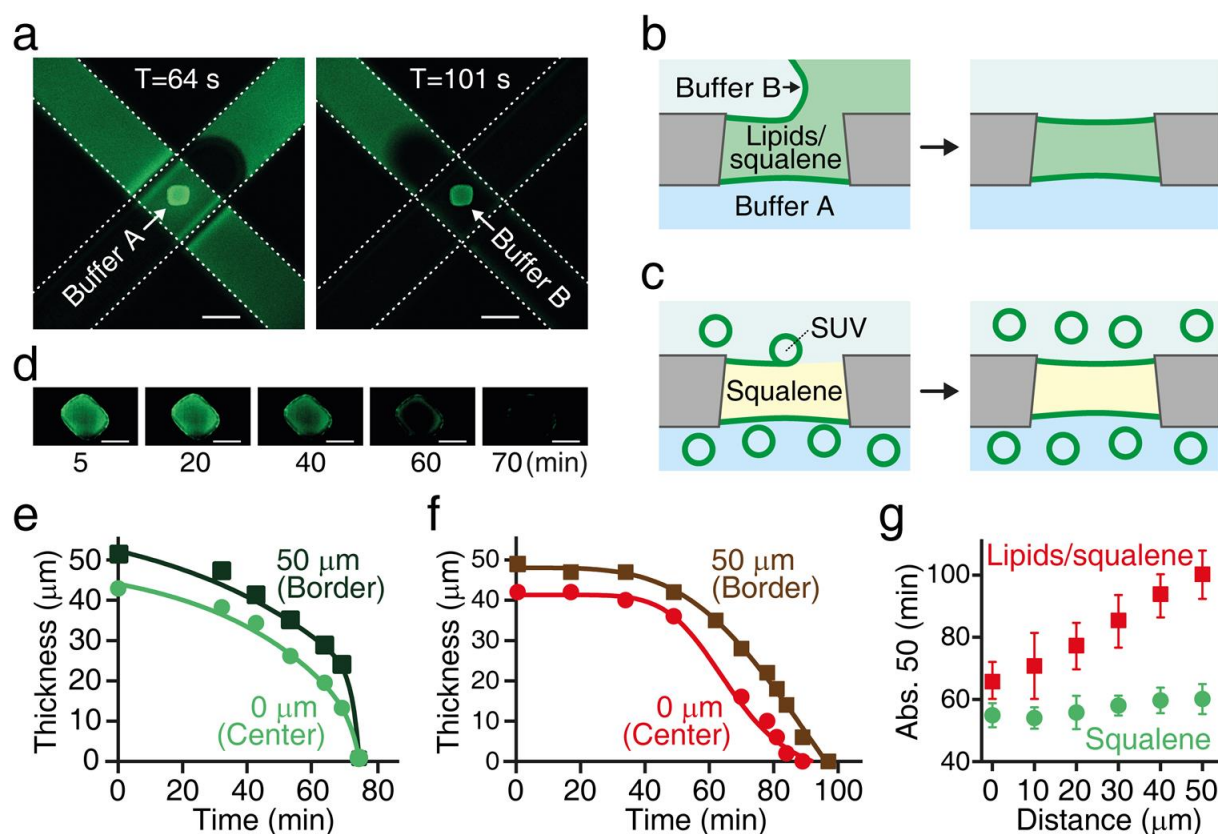 a
T=64 s
T=101 s
Buffer A
Buffer B
b
Buffer B
Lipids/
squalene
Buffer A
c
SUV
Squalene
d
5 20 40 60 70 (min)
e
Thickness (μm)
50
40
30
20
10
0
50 μm
(Border)
0 μm
(Center)
0 20 40 60 80
Time (min)
f
Thickness (μm)
50
40
30
20
10
0
50 μm
(Border)
0 μm
(Center)
0 20 40 60 80 100
Time (min)
g
Abs. 50 (min)
100
80
60
40
Lipids/squalene
Squalene
0 10 20 30 40 50
Distance (μm)